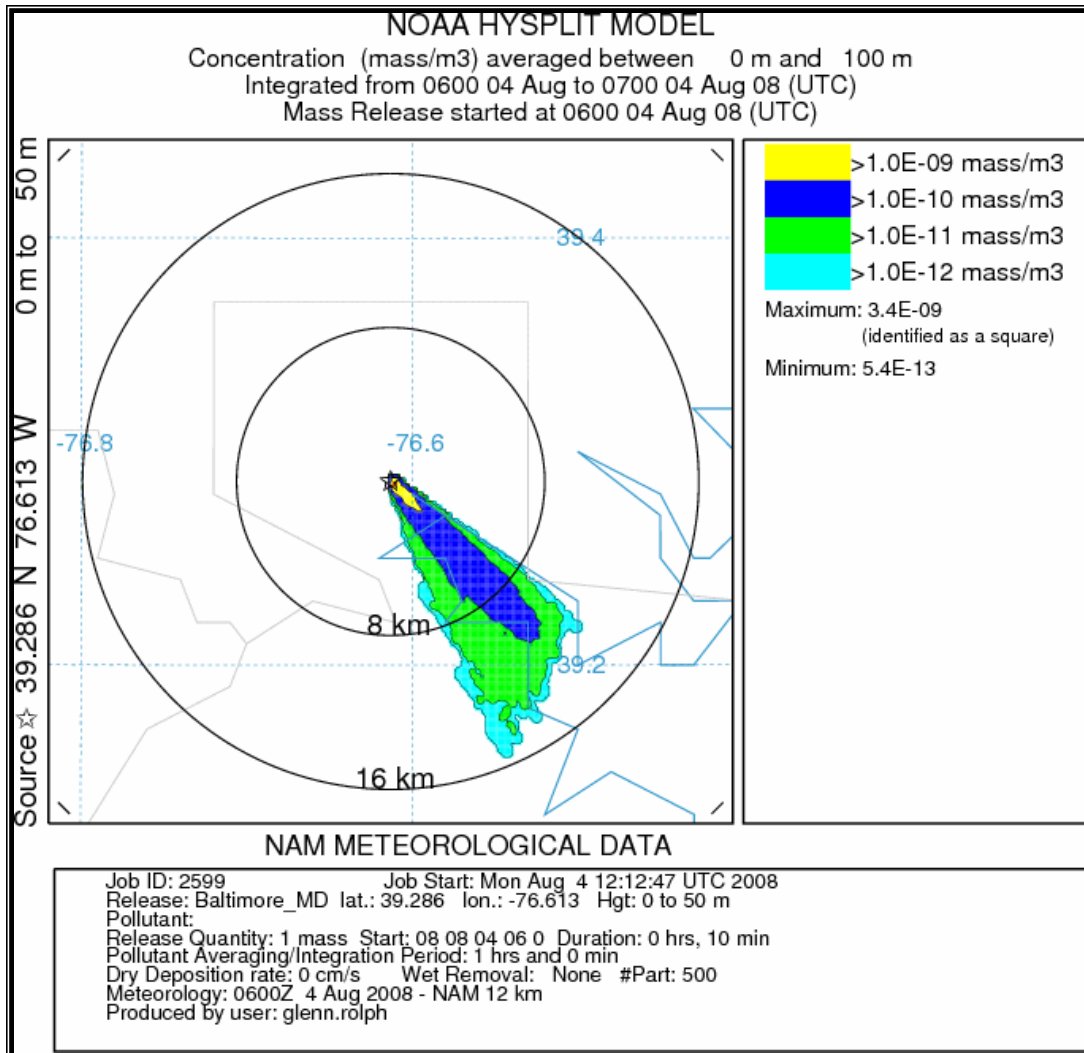 NOAA HYSPLIT MODEL
Concentration (mass/m3) averaged between 0 m and 100 m
Integrated from 0600 04 Aug to 0700 04 Aug 08 (UTC)
Mass Release started at 0600 04 Aug 08 (UTC)
Source ☆ 39.286 N 76.613 W 0 m to 50 m
39.4
-76.8
-76.6
8 km
39.2
16 km
>1.0E-09 mass/m3
>1.0E-10 mass/m3
>1.0E-11 mass/m3
>1.0E-12 mass/m3
Maximum: 3.4E-09
(identified as a square)
Minimum: 5.4E-13
NAM METEOROLOGICAL DATA
Job ID: 2599 Job Start: Mon Aug 4 12:12:47 UTC 2008
Release: Baltimore_MD lat.: 39.286 lon.: -76.613 Hgt: 0 to 50 m
Pollutant:
Release Quantity: 1 mass Start: 08 08 04 06 0 Duration: 0 hrs, 10 min
Pollutant Averaging/Integration Period: 1 hrs and 0 min
Dry Deposition rate: 0 cm/s Wet Removal: None #Part: 500
Meteorology: 0600Z 4 Aug 2008 - NAM 12 km
Produced by user: glenn.rolph